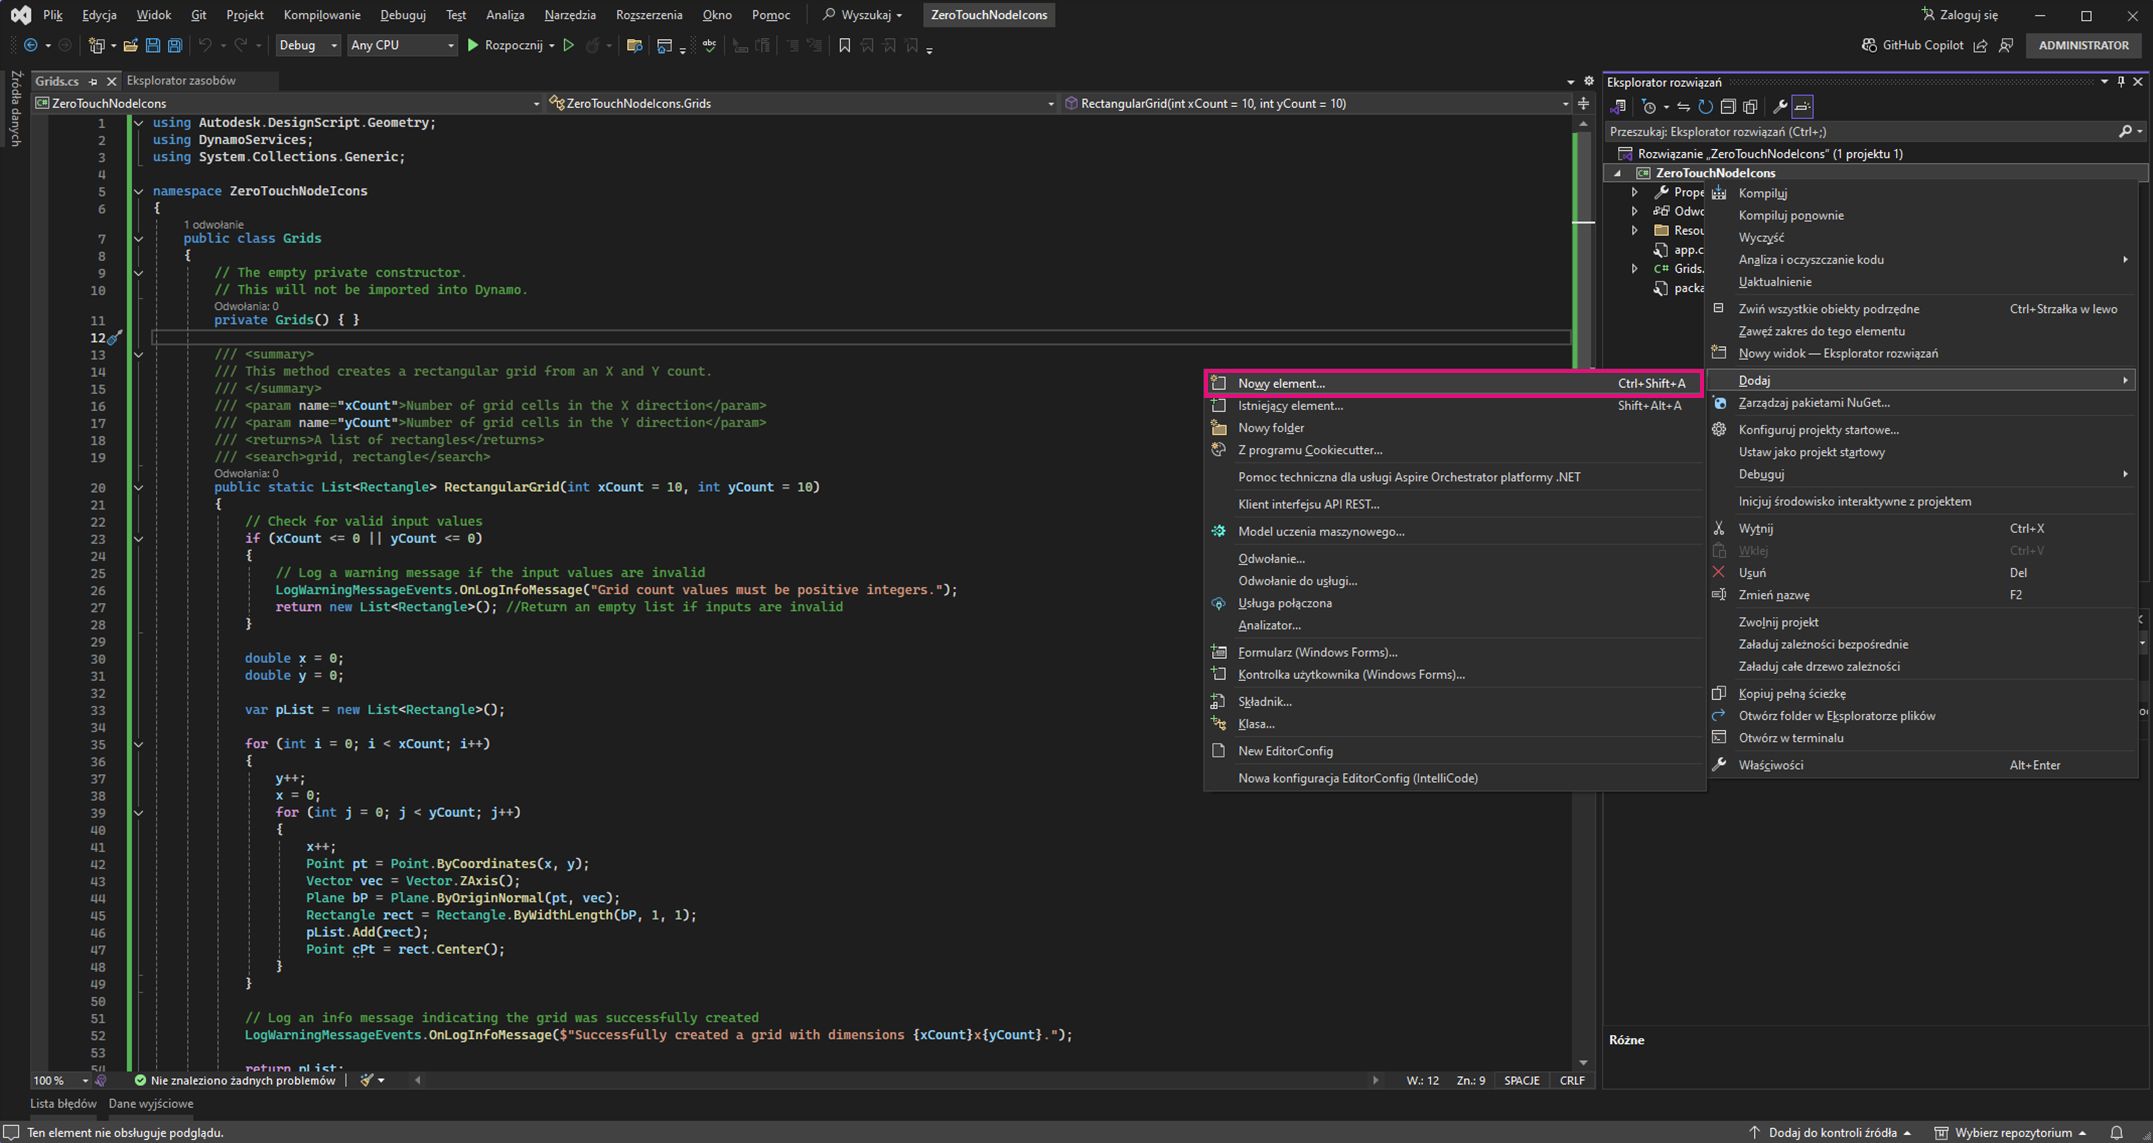 Plik Edycja Widok Git Projekt Kompilowanie Debuguj Test Analiza Narzędzia Rozszerzenia Okno Pomoc Wyszukaj ZeroTouchNodeIcons Zaloguj się
Debug Any CPU Rozpocznij GitHub Copilot ADMINISTRATOR
Źródła danych
Grids.cs Eksplorator zasobów
ZeroTouchNodeIcons ZeroTouchNodeIcons.Grids RectangularGrid(int xCount = 10, int yCount = 10)
1 using Autodesk.DesignScript.Geometry;
2 using DynamoServices;
3 using System.Collections.Generic;
4
5 namespace ZeroTouchNodeIcons
6 {
1 odwołanie
7 public class Grids
8 {
9 // The empty private constructor.
10 // This will not be imported into Dynamo.
Odwołania: 0
11 private Grids() { }
12
13 /// <summary>
14 /// This method creates a rectangular grid from an X and Y count.
15 /// </summary>
16 /// <param name="xCount">Number of grid cells in the X direction</param>
17 /// <param name="yCount">Number of grid cells in the Y direction</param>
18 /// <returns>A list of rectangles</returns>
19 /// <search>grid, rectangle</search>
Odwołania: 0
20 public static List<Rectangle> RectangularGrid(int xCount = 10, int yCount = 10)
21 {
22 // Check for valid input values
23 if (xCount <= 0 || yCount <= 0)
24 {
25 // Log a warning message if the input values are invalid
26 LogWarningMessageEvents.OnLogInfoMessage("Grid count values must be positive integers.");
27 return new List<Rectangle>(); //Return an empty list if inputs are invalid
28 }
29
30 double x = 0;
31 double y = 0;
32
33 var pList = new List<Rectangle>();
34
35 for (int i = 0; i < xCount; i++)
36 {
37 y++;
38 x = 0;
39 for (int j = 0; j < yCount; j++)
40 {
41 x++;
42 Point pt = Point.ByCoordinates(x, y);
43 Vector vec = Vector.ZAxis();
44 Plane bP = Plane.ByOriginNormal(pt, vec);
45 Rectangle rect = Rectangle.ByWidthLength(bP, 1, 1);
46 pList.Add(rect);
47 Point cPt = rect.Center();
48 }
49 }
50
51 // Log an info message indicating the grid was successfully created
52 LogWarningMessageEvents.OnLogInfoMessage($"Successfully created a grid with dimensions {xCount}x{yCount}.");
53
54 return pList;
100 % Nie znaleziono żadnych problemów W.: 12 Zn.: 9 SPACJE CRLF
Lista błędów Dane wyjściowe
Ten element nie obsługuje podglądu. Dodaj do kontroli źródła Wybierz repozytorium
Nowy element... Ctrl+Shift+A
Istniejący element... Shift+Alt+A
Nowy folder
Z programu Cookiecutter...
Pomoc techniczna dla usługi Aspire Orchestrator platformy .NET
Klient interfejsu API REST...
Model uczenia maszynowego...
Odwołanie...
Odwołanie do usługi...
Usługa połączona
Analizator...
Formularz (Windows Forms)...
Kontrolka użytkownika (Windows Forms)...
Składnik...
Klasa...
New EditorConfig
Nowa konfiguracja EditorConfig (IntelliCode)
Eksplorator rozwiązań
Przeszukaj: Eksplorator rozwiązań (Ctrl+;)
Rozwiązanie „ZeroTouchNodeIcons” (1 projektu 1)
ZeroTouchNodeIcons
Prope
Odwo
Resou
app.c
Grids.
packa
Kompiluj
Kompiluj ponownie
Wyczyść
Analiza i oczyszczanie kodu
Uaktualnienie
Zwiń wszystkie obiekty podrzędne Ctrl+Strzałka w lewo
Zawęź zakres do tego elementu
Nowy widok — Eksplorator rozwiązań
Dodaj
Zarządzaj pakietami NuGet...
Konfiguruj projekty startowe...
Ustaw jako projekt startowy
Debuguj
Inicjuj środowisko interaktywne z projektem
Wytnij Ctrl+X
Wklej Ctrl+V
Usuń Del
Zmień nazwę F2
Zwolnij projekt
Załaduj zależności bezpośrednie
Załaduj całe drzewo zależności
Kopiuj pełną ścieżkę
Otwórz folder w Eksploratorze plików
Otwórz w terminalu
Właściwości Alt+Enter
Różne